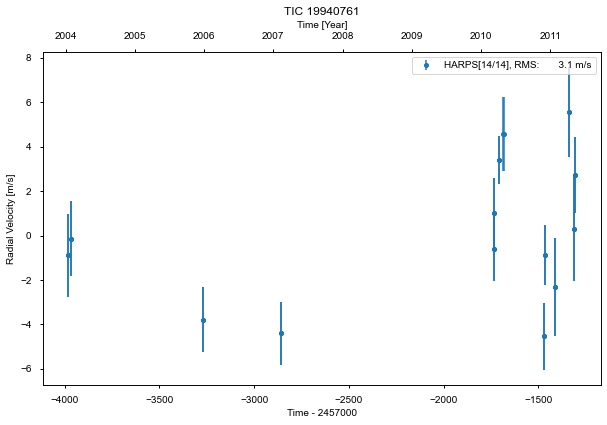 TIC 19940761
Time [Year]
2004 2005 2006 2007 2008 2009 2010 2011
HARPS[14/14], RMS: 3.1 m/s
8
6
4
2
0
−2
−4
−6
Radial Velocity [m/s]
−4000 −3500 −3000 −2500 −2000 −1500
Time - 2457000